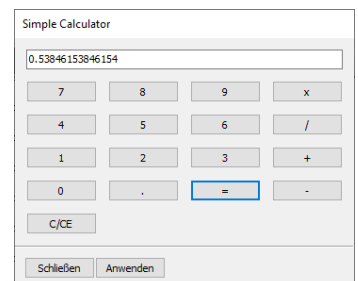 Simple Calculator
0.53846153846154
7 8 9 x
4 5 6 /
1 2 3 +
0 . = -
C/CE
Schließen Anwenden